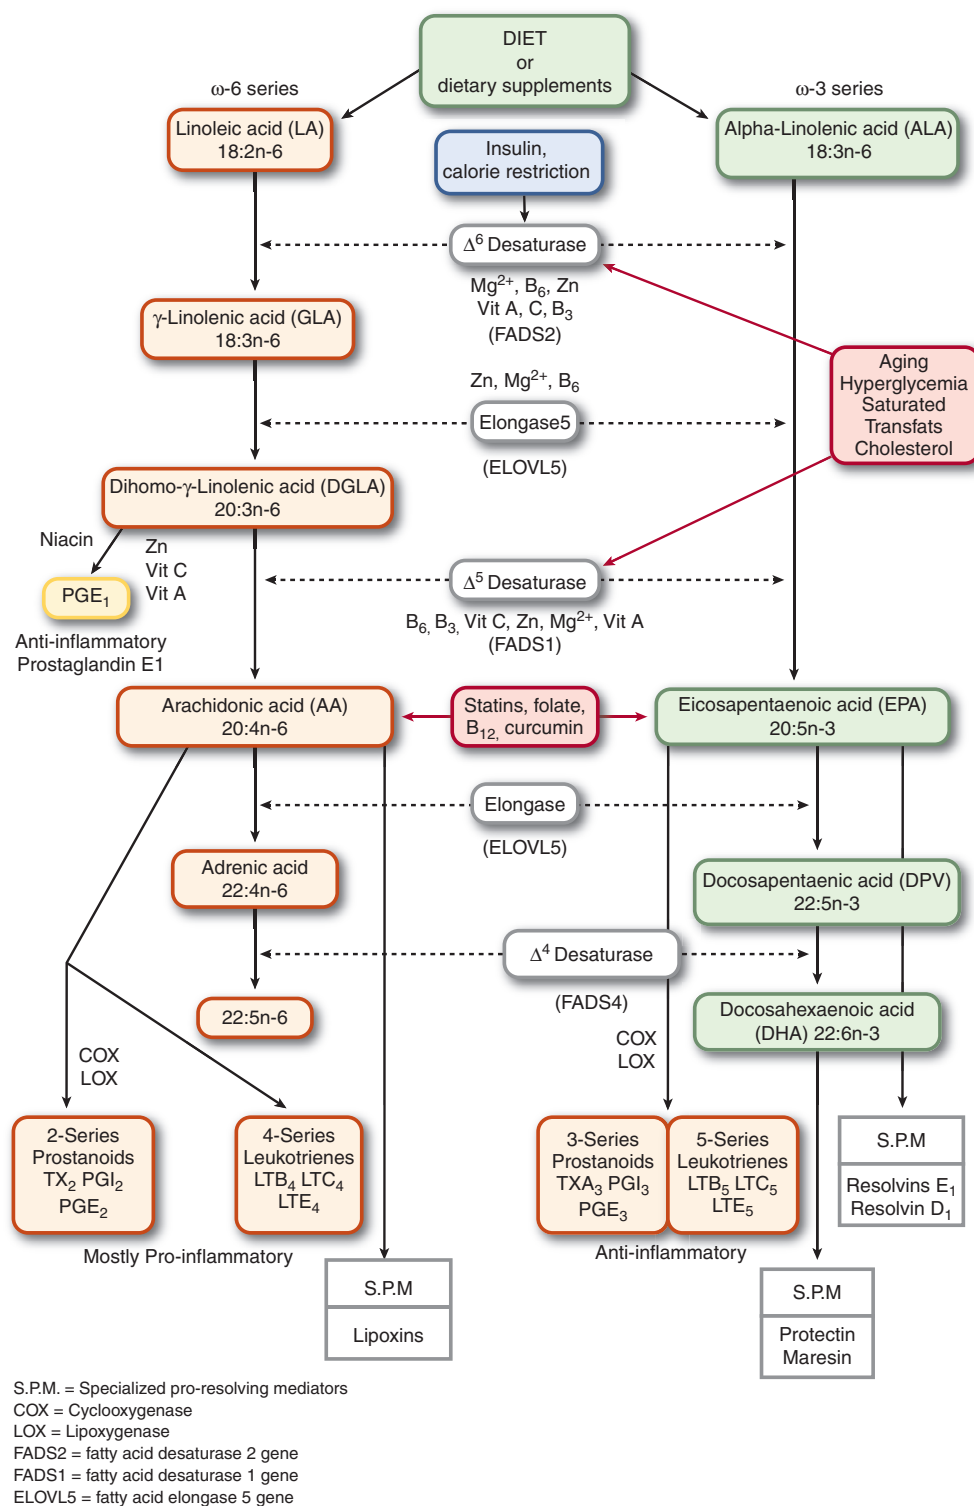 DIET
or
dietary supplements
ω-6 series
ω-3 series
Linoleic acid (LA)
18:2n-6
Alpha-Linolenic acid (ALA)
18:3n-6
Insulin,
calorie restriction
Δ⁶ Desaturase
Mg²⁺, B₆, Zn
Vit A, C, B₃
(FADS2)
γ-Linolenic acid (GLA)
18:3n-6
Aging
Hyperglycemia
Saturated
Transfats
Cholesterol
Zn, Mg²⁺, B₆
Elongase5
(ELOVL5)
Dihomo-γ-Linolenic acid (DGLA)
20:3n-6
Niacin
Zn
Vit C
Vit A
PGE₁
Anti-inflammatory
Prostaglandin E1
Δ⁵ Desaturase
B₆, B₃, Vit C, Zn, Mg²⁺, Vit A
(FADS1)
Arachidonic acid (AA)
20:4n-6
Statins, folate,
B₁₂, curcumin
Eicosapentaenoic acid (EPA)
20:5n-3
Elongase
(ELOVL5)
Adrenic acid
22:4n-6
Docosapentaenic acid (DPV)
22:5n-3
Δ⁴ Desaturase
(FADS4)
22:5n-6
Docosahexaenoic acid
(DHA) 22:6n-3
COX
LOX
COX
LOX
2-Series
Prostanoids
TX₂ PGI₂
PGE₂
4-Series
Leukotrienes
LTB₄ LTC₄
LTE₄
Mostly Pro-inflammatory
3-Series
Prostanoids
TXA₃ PGI₃
PGE₃
5-Series
Leukotrienes
LTB₅ LTC₅
LTE₅
Anti-inflammatory
S.P.M
Resolvins E₁
Resolvin D₁
S.P.M
Lipoxins
S.P.M
Protectin
Maresin
S.P.M. = Specialized pro-resolving mediators
COX = Cyclooxygenase
LOX = Lipoxygenase
FADS2 = fatty acid desaturase 2 gene
FADS1 = fatty acid desaturase 1 gene
ELOVL5 = fatty acid elongase 5 gene